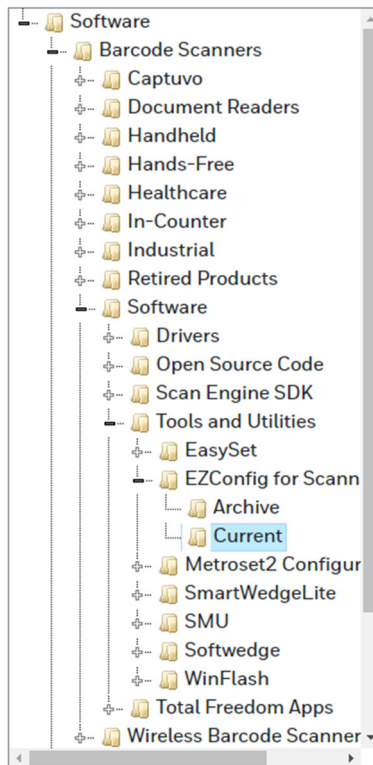 Software
Barcode Scanners
Captuvo
Document Readers
Handheld
Hands-Free
Healthcare
In-Counter
Industrial
Retired Products
Software
Drivers
Open Source Code
Scan Engine SDK
Tools and Utilities
EasySet
EZConfig for Scann
Archive
Current
Metroset2 Configur
SmartWedgeLite
SMU
Softwedge
WinFlash
Total Freedom Apps
Wireless Barcode Scanner